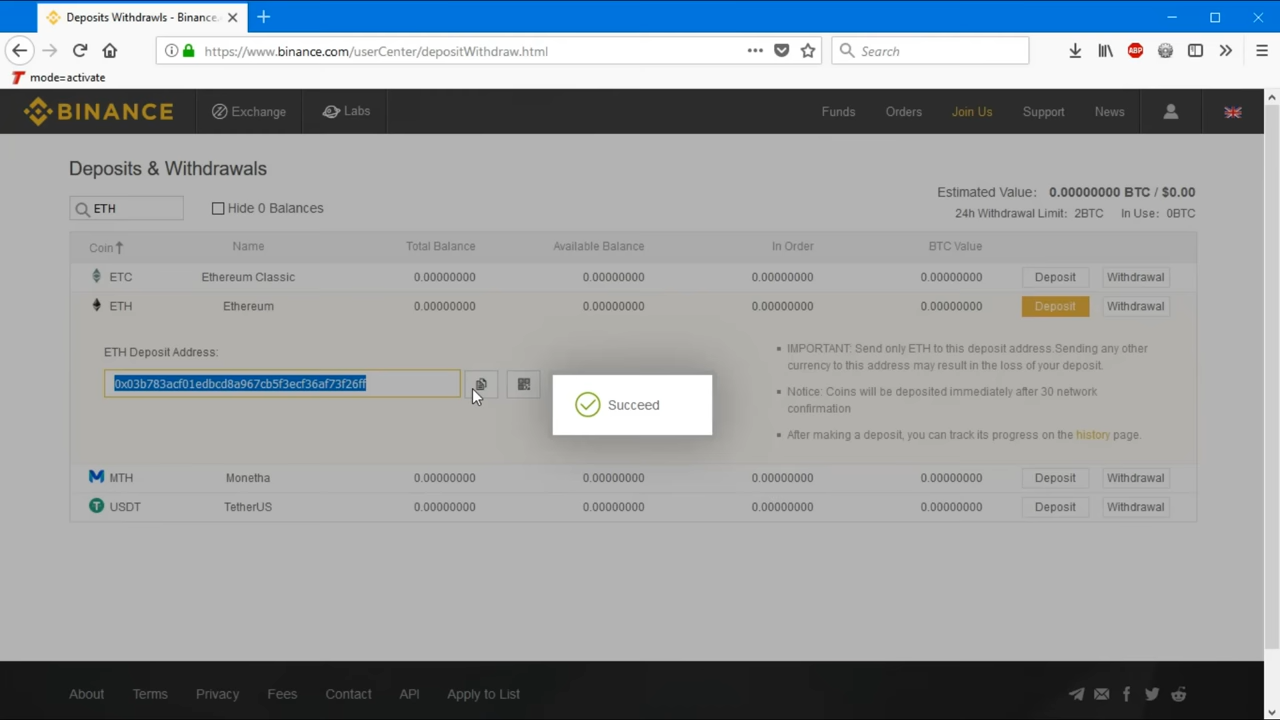 Deposits Withdrawls - Binance.
https://www.binance.com/userCenter/depositWithdraw.html
Search
ABP
mode=activate
BINANCE Exchange Labs Funds Orders Join Us Support News
Deposits & Withdrawals
Estimated Value: 0.00000000 BTC / $0.00
ETH Hide 0 Balances
24h Withdrawal Limit: 2BTC In Use: 0BTC
Coin Name Total Balance Available Balance In Order BTC Value
ETC Ethereum Classic 0.00000000 0.00000000 0.00000000 0.00000000 Deposit Withdrawal
ETH Ethereum 0.00000000 0.00000000 0.00000000 0.00000000 Deposit Withdrawal
ETH Deposit Address:
0x03b783acf01edbcd8a967cb5f3ecf36af73f26ff
IMPORTANT: Send only ETH to this deposit address.Sending any other
currency to this address may result in the loss of your deposit.
Notice: Coins will be deposited immediately after 30 network
confirmation
After making a deposit, you can track its progress on the history page.
Succeed
MTH Monetha 0.00000000 0.00000000 0.00000000 0.00000000 Deposit Withdrawal
USDT TetherUS 0.00000000 0.00000000 0.00000000 0.00000000 Deposit Withdrawal
About Terms Privacy Fees Contact API Apply to List